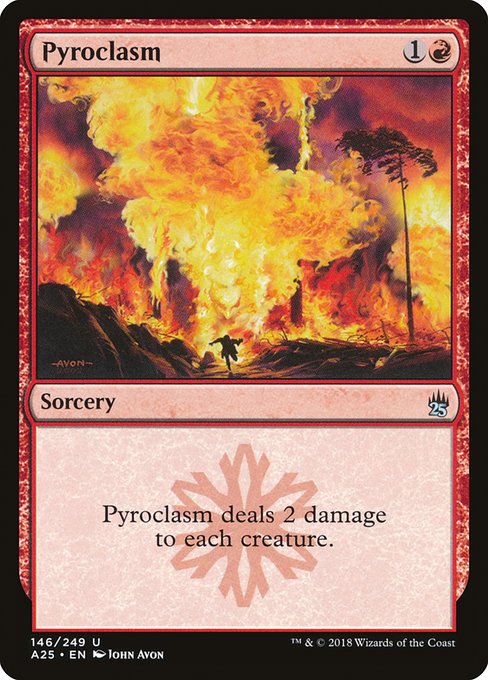 Pyroclasm 1
-AVON-
Sorcery
25
Pyroclasm deals 2 damage
to each creature.
146/249 U
A25 • EN JOHN AVON
™ & © 2018 Wizards of the Coast